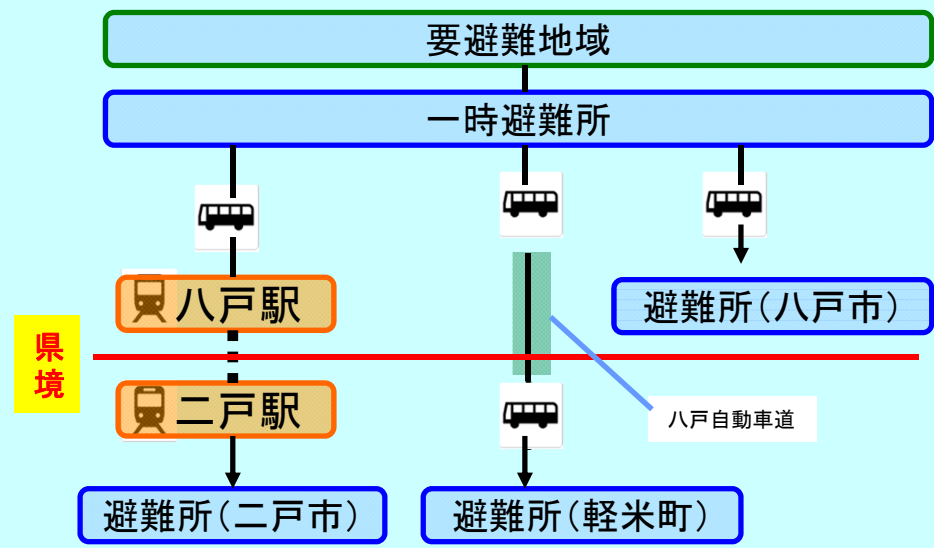 要避難地域
一時避難所
八戸駅
避難所(八戸市)
県
境
二戸駅
八戸自動車道
避難所(二戸市)
避難所(軽米町)